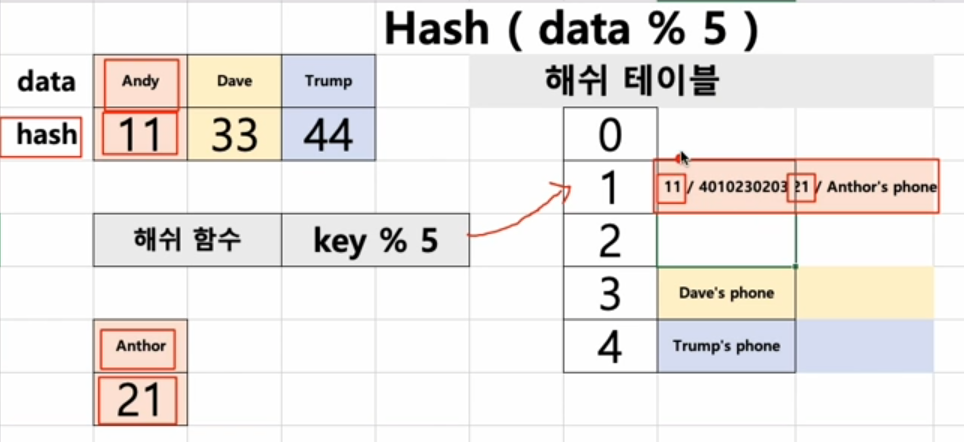 Hash ( data % 5 )
data Andy Dave Trump 해쉬 테이블
hash 11 33 44 0
1 11 / 4010230203 21 / Anthor's phone
해쉬 함수 key % 5 2
3 Dave's phone
Anthor 4 Trump's phone
21